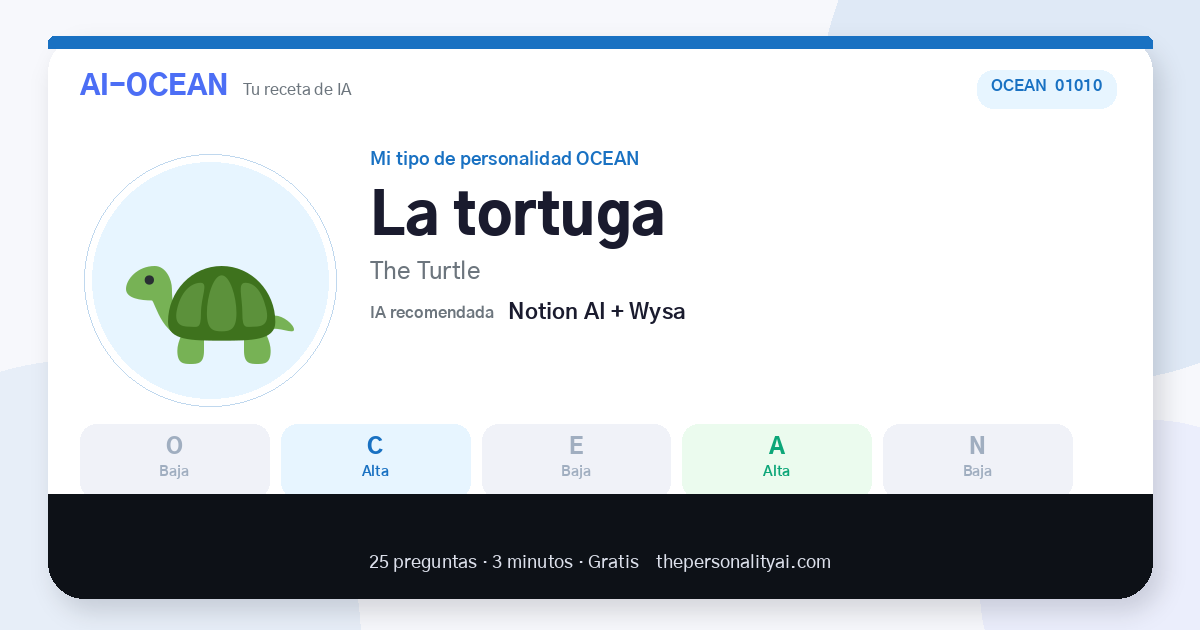 AI-OCEAN Tu receta de IA
OCEAN 01010
Mi tipo de personalidad OCEAN
La tortuga
The Turtle
IA recomendada Notion AI + Wysa
O C E A N
Baja Alta Baja Alta Baja
25 preguntas · 3 minutos · Gratis thepersonalityai.com